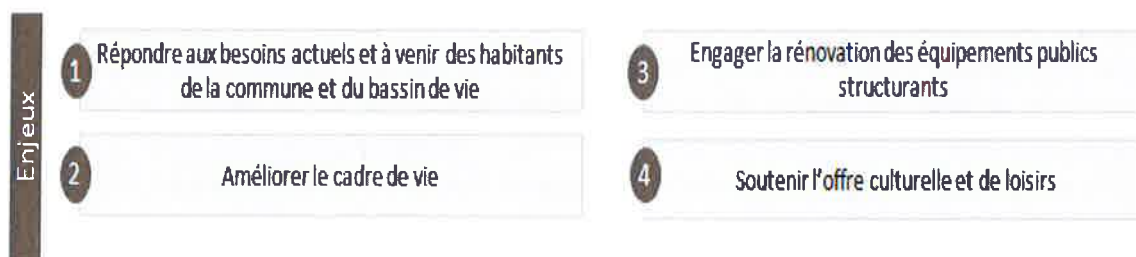 Enjeux
1
Répondre aux besoins actuels et à venir des habitants
de la commune et du bassin de vie
2
Améliorer le cadre de vie
3
Engager la rénovation des équipements publics
structurants
4
Soutenir l'offre culturelle et de loisirs